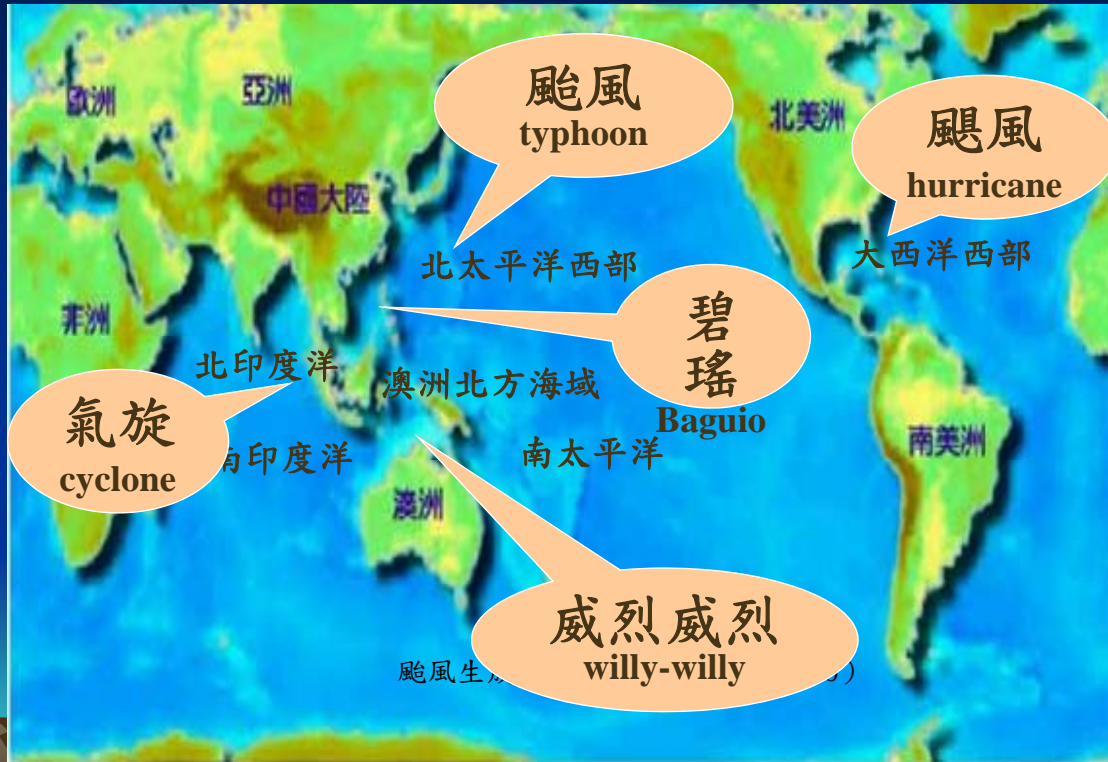 颱風
typhoon
颶風
hurricane
歐洲
亞洲
北美洲
中國大陸
北太平洋西部
大西洋西部
非洲
碧
瑤
Baguio
北印度洋
澳洲北方海域
氣旋
cyclone
南印度洋
南太平洋
南美洲
澳洲
威烈威烈
willy-willy
颱風生